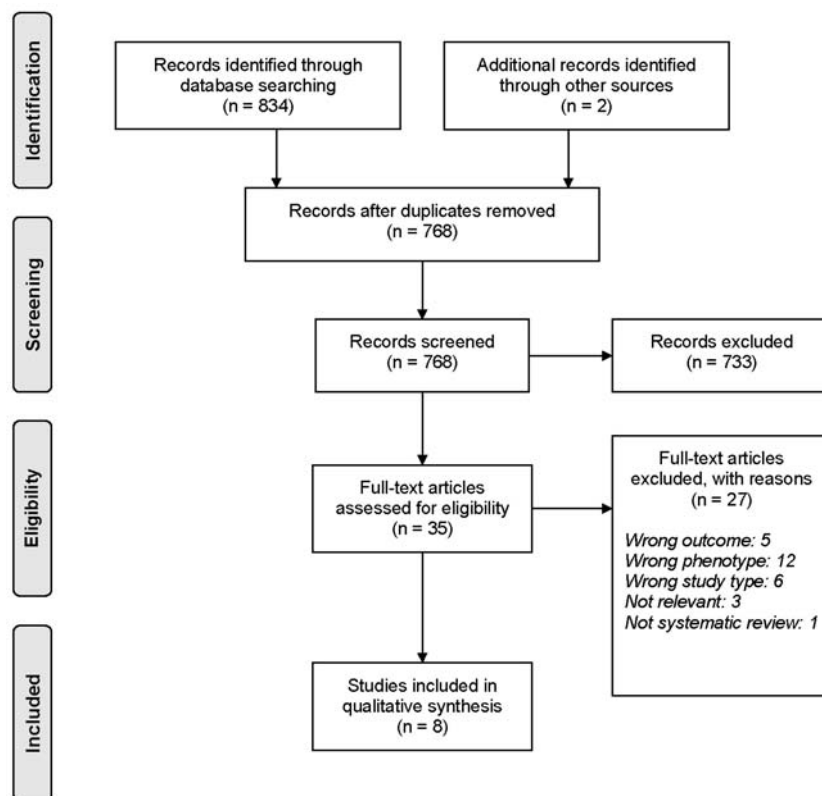 Identification
Records identified through
database searching
(n = 834)
Additional records identified
through other sources
(n = 2)
Records after duplicates removed
(n = 768)
Screening
Records screened
(n = 768)
Records excluded
(n = 733)
Eligibility
Full-text articles
assessed for eligibility
(n = 35)
Full-text articles
excluded, with reasons
(n = 27)
Wrong outcome: 5
Wrong phenotype: 12
Wrong study type: 6
Not relevant: 3
Not systematic review: 1
Included
Studies included in
qualitative synthesis
(n = 8)